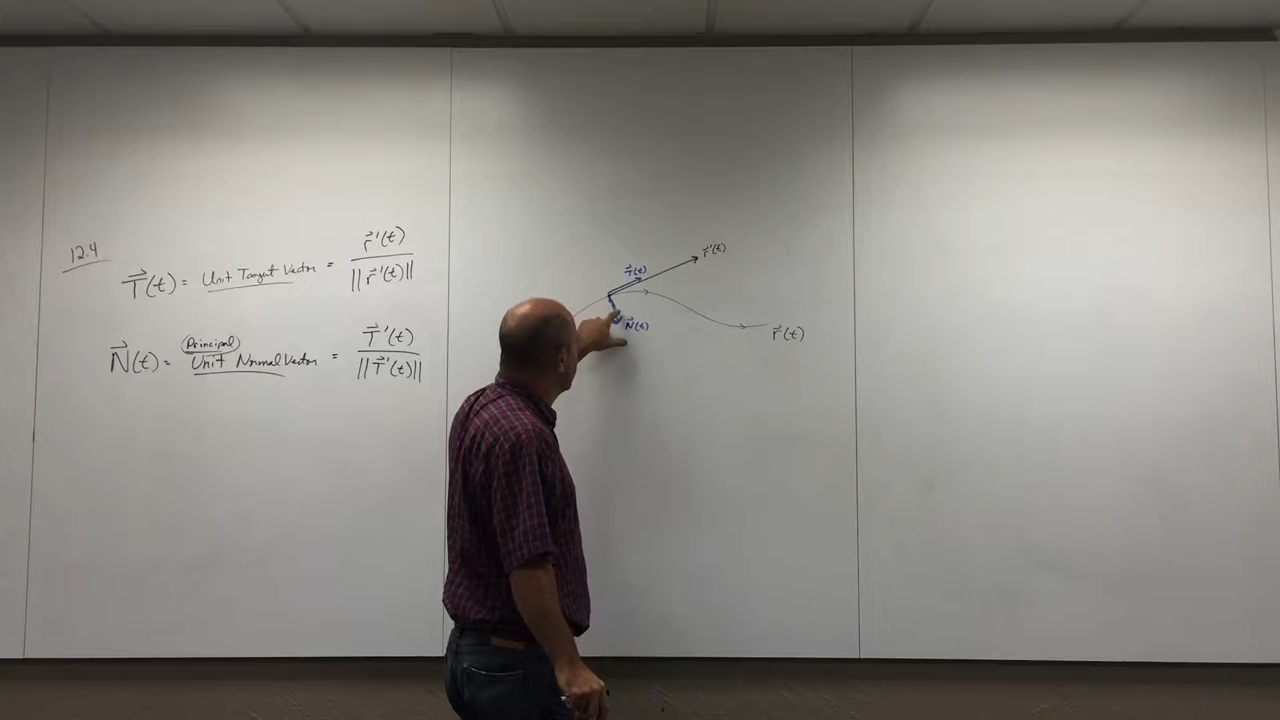 12.4
T⃗(t) = Unit Tangent Vector = r⃗'(t) / ||r⃗'(t)||
N⃗(t) = (Principal) Unit Normal Vector = T⃗'(t) / ||T⃗'(t)||
r⃗'(t)
T⃗(t)
N⃗(t)
r⃗(t)